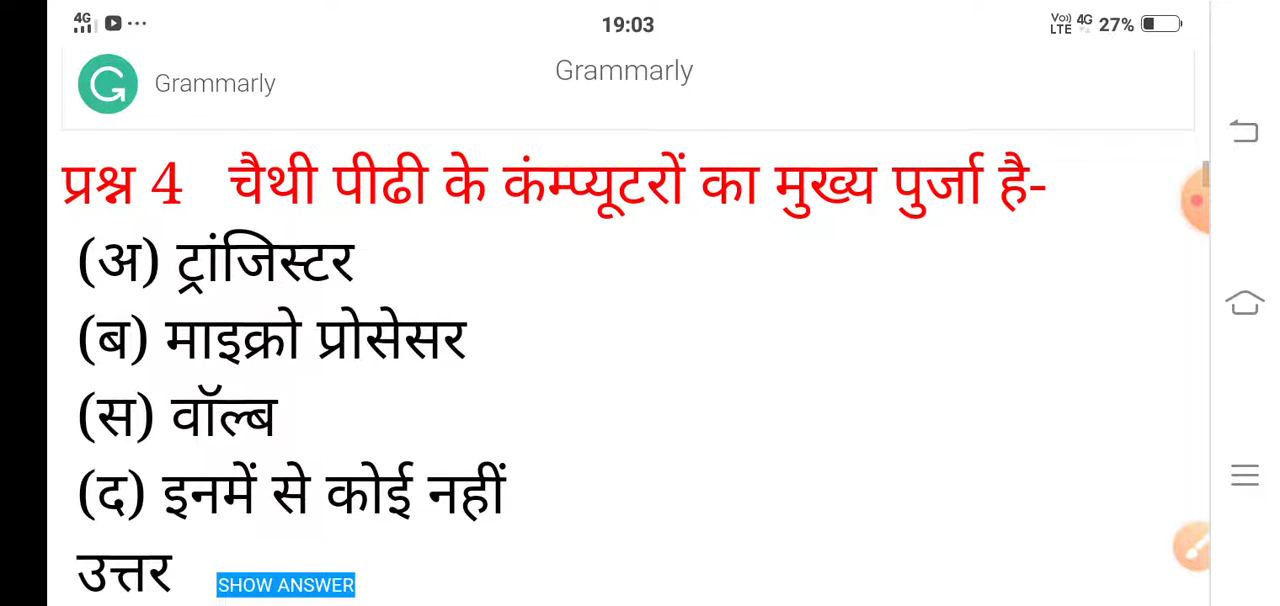 4G ... 19:03 Vo) LTE 4G 27%
Grammarly Grammarly
प्रश्न 4 चैथी पीढी के कंम्प्यूटरों का मुख्य पुर्जा है-
(अ) ट्रांजिस्टर
(ब) माइक्रो प्रोसेसर
(स) वॉल्ब
(द) इनमें से कोई नहीं
उत्तर SHOW ANSWER